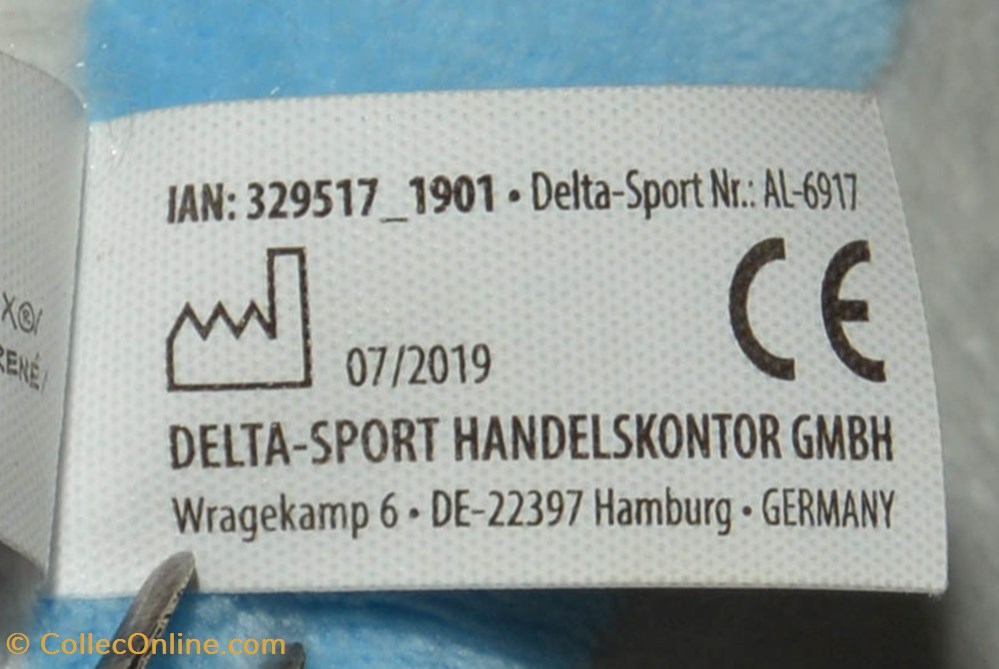 IAN: 329517_1901 • Delta-Sport Nr.: AL-6917
07/2019
CE
DELTA-SPORT HANDELSKONTOR GMBH
Wragekamp 6 • DE-22397 Hamburg • GERMANY
X®/
RENÉ/
© CollecOnline.com